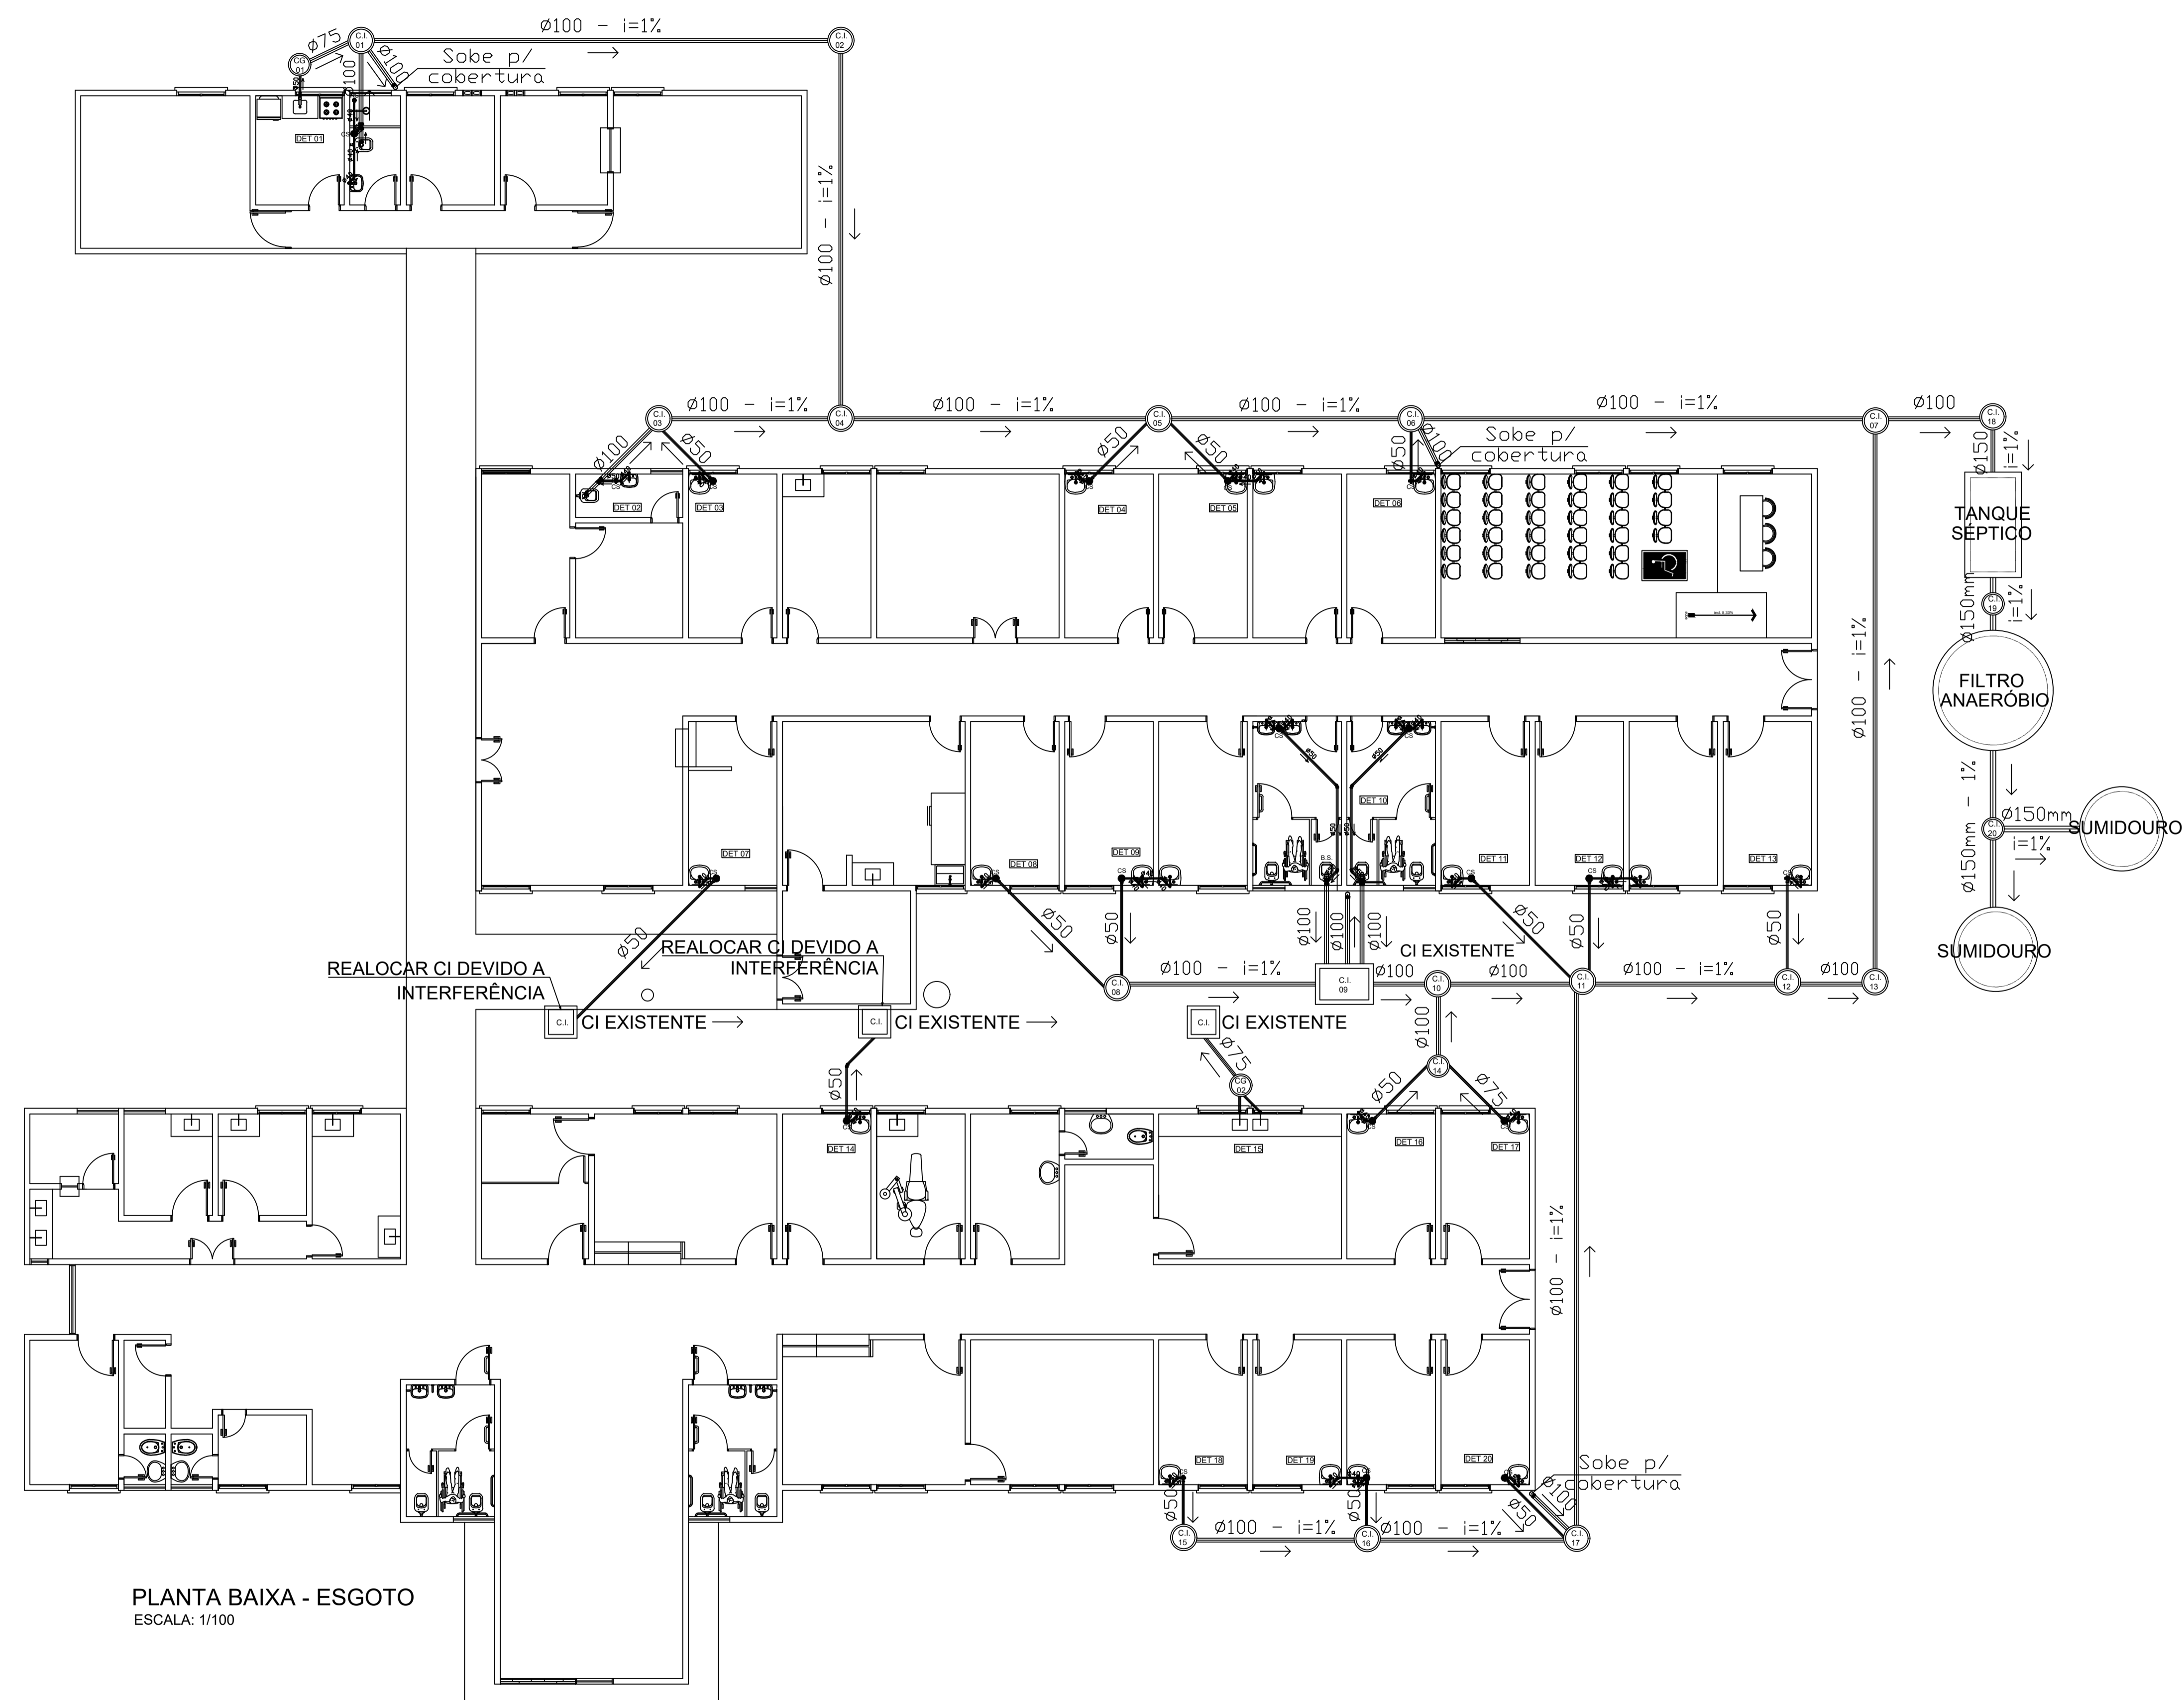 Ø100 - i=1%
Ø75
C.I.
01
C.I.
02
CG
01
Ø100
Ø100
Sobe p/
cobertura
DET 01
Ø100 - i=1%
C.I.
03
Ø100 - i=1%
C.I.
04
Ø100 - i=1%
C.I.
05
Ø100 - i=1%
C.I.
06
Ø100 - i=1%
C.I.
07
Ø100
C.I.
18
Ø100
Ø50
Ø50
Ø50
Ø50
Ø100
Sobe p/
cobertura
Ø150
i=1%
DET 02
DET 03
DET 04
DET 05
DET 06
TANQUE
SÉPTICO
Ø150mm
C.I.
19
i=1%
Ø100 - i=1%
FILTRO
ANAERÓBIO
Ø50
Ø50
Ø150mm - 1%
C.I.
20
Ø150mm
i=1%
SUMIDOURO
SUMIDOURO
DET 07
DET 08
DET 09
B.S.
DET 10
DET 11
DET 12
DET 13
Ø50
Ø50
Ø50
Ø100
Ø100
Ø100
Ø50
Ø50
Ø50
REALOCAR CI DEVIDO A
INTERFERÊNCIA
REALOCAR CI DEVIDO A
INTERFERÊNCIA
CI EXISTENTE
C.I.
08
Ø100 - i=1%
C.I.
09
Ø100
C.I.
10
Ø100
C.I.
11
Ø100 - i=1%
C.I.
12
Ø100
C.I.
13
C.I.
CI EXISTENTE
C.I.
CI EXISTENTE
C.I.
CI EXISTENTE
Ø50
Ø75
CG
02
Ø100
C.I.
14
Ø50
Ø75
DET 14
DET 15
DET 16
DET 17
Ø100 - i=1%
DET 18
DET 19
DET 20
Sobe p/
cobertura
Ø50
Ø50
Ø50
Ø100
C.I.
15
Ø100 - i=1%
C.I.
16
Ø100 - i=1%
C.I.
17
PLANTA BAIXA - ESGOTO
ESCALA: 1/100